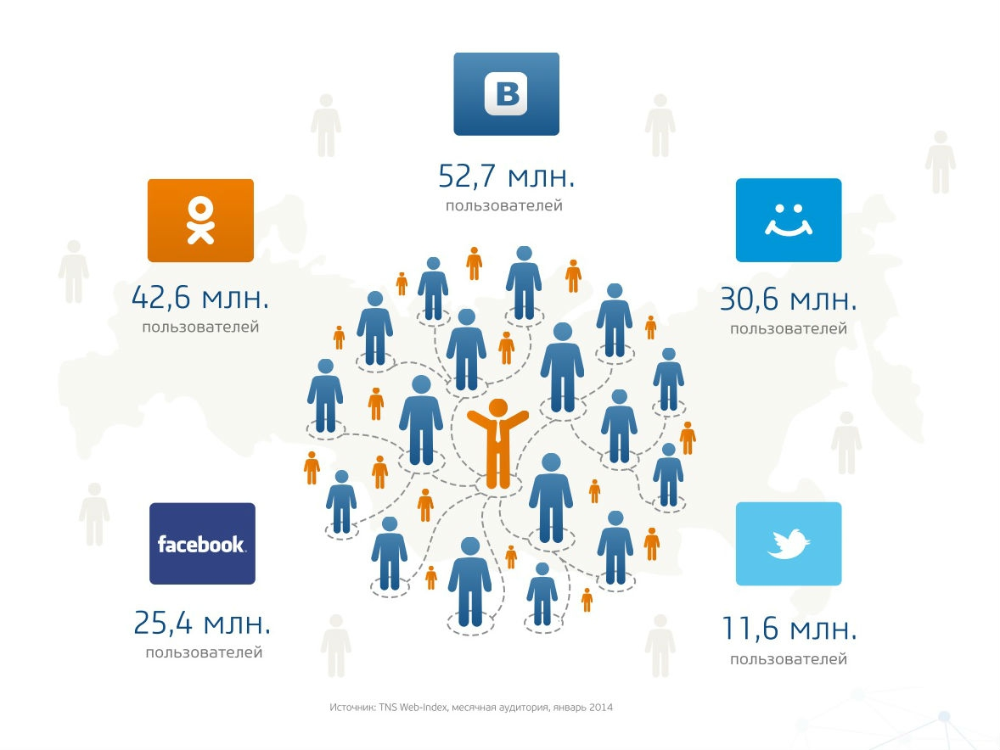 B
52,7 млн.
пользователей
42,6 млн.
пользователей
30,6 млн.
пользователей
facebook.
25,4 млн.
пользователей
11,6 млн.
пользователей
Источник: TNS Web-Index, месячная аудитория, январь 2014